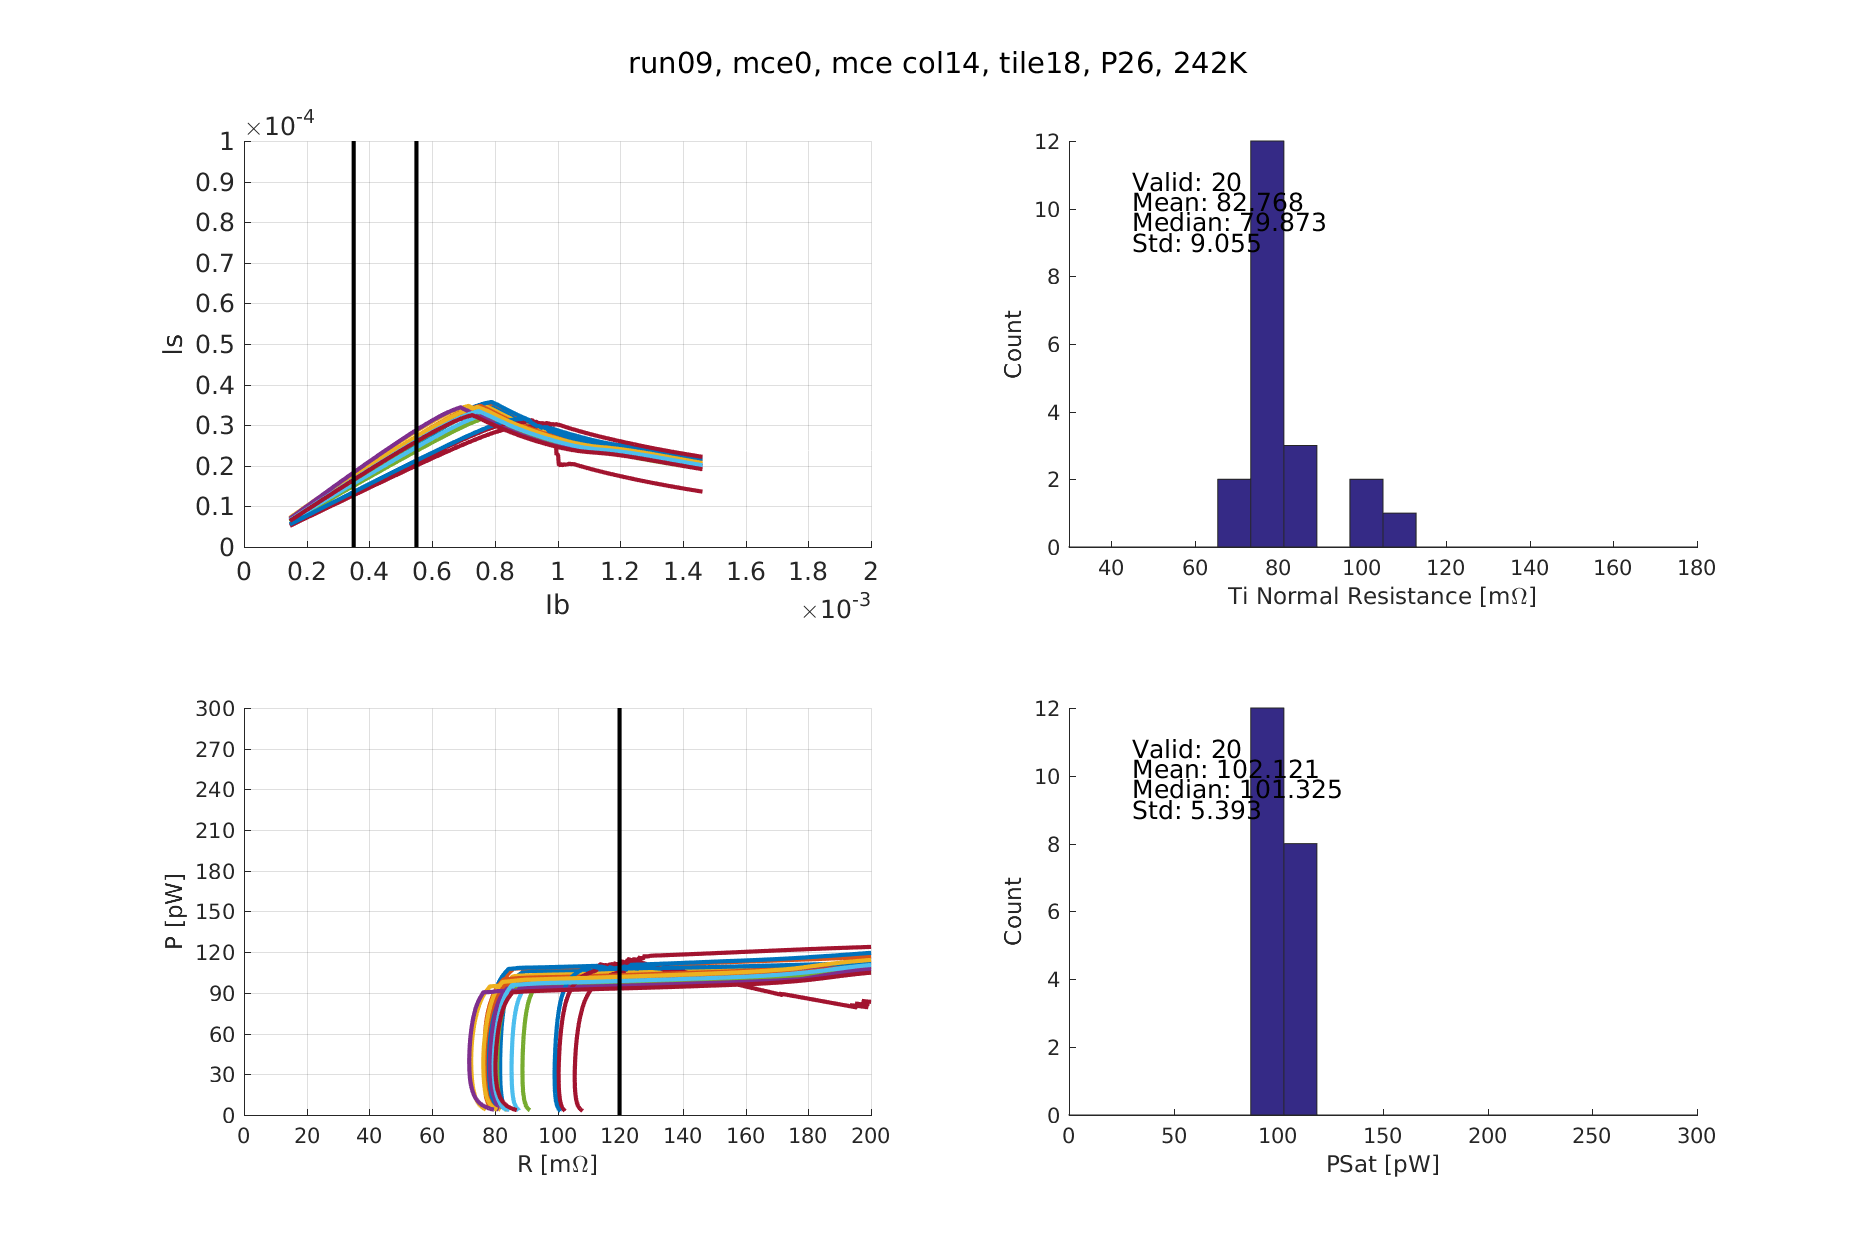 run09, mce0, mce col14, tile18, P26, 242K
×10-4
1
0.9
0.8
0.7
0.6
0.5
0.4
0.3
0.2
0.1
0
Is
0 0.2 0.4 0.6 0.8 1 1.2 1.4 1.6 1.8 2
Ib
×10-3
12
10
8
6
4
2
0
Count
Valid: 20
Mean: 82.768
Median: 79.873
Std: 9.055
40 60 80 100 120 140 160 180
Ti Normal Resistance [mΩ]
300
270
240
210
180
150
120
90
60
30
0
P [pW]
0 20 40 60 80 100 120 140 160 180 200
R [mΩ]
12
10
8
6
4
2
0
Count
Valid: 20
Mean: 102.121
Median: 101.325
Std: 5.393
0 50 100 150 200 250 300
PSat [pW]